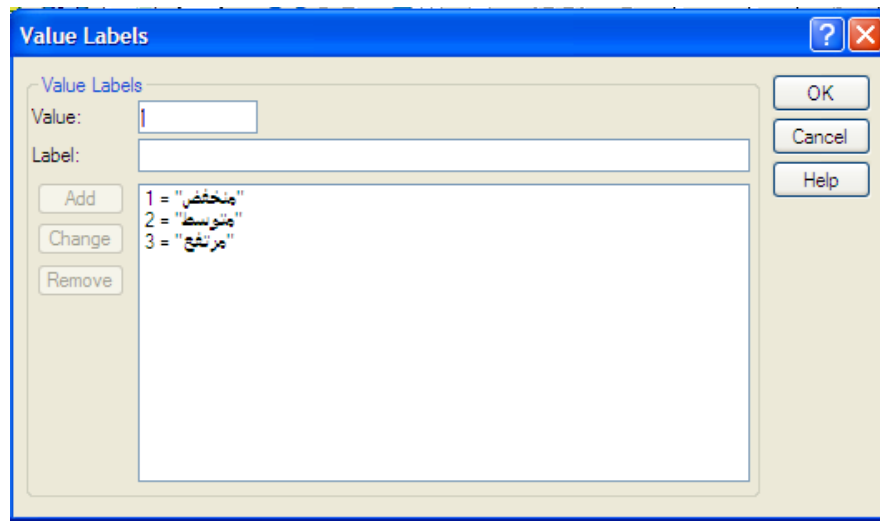 Value Labels
Value Labels
Value: 1
Label:
Add
Change
Remove
1 = "منخفض"
2 = "متوسط"
3 = "مرتفع"
OK
Cancel
Help